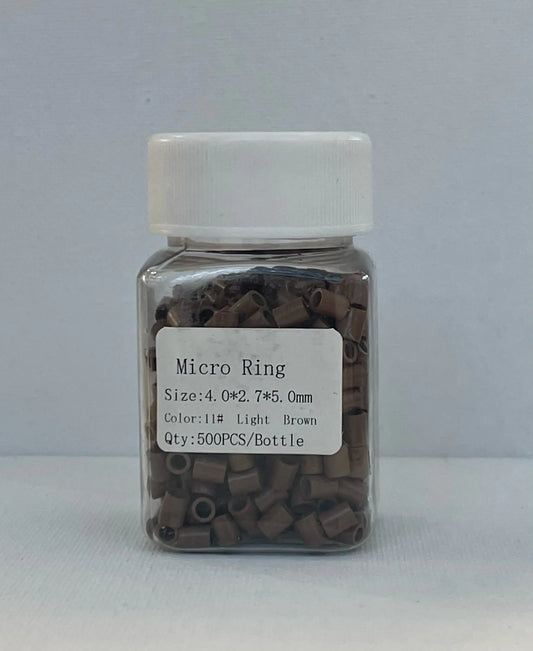 Micro Ring
Size:4.0*2.7*5.0mm
Color:11# Light Brown
Qty:500PCS/Bottle